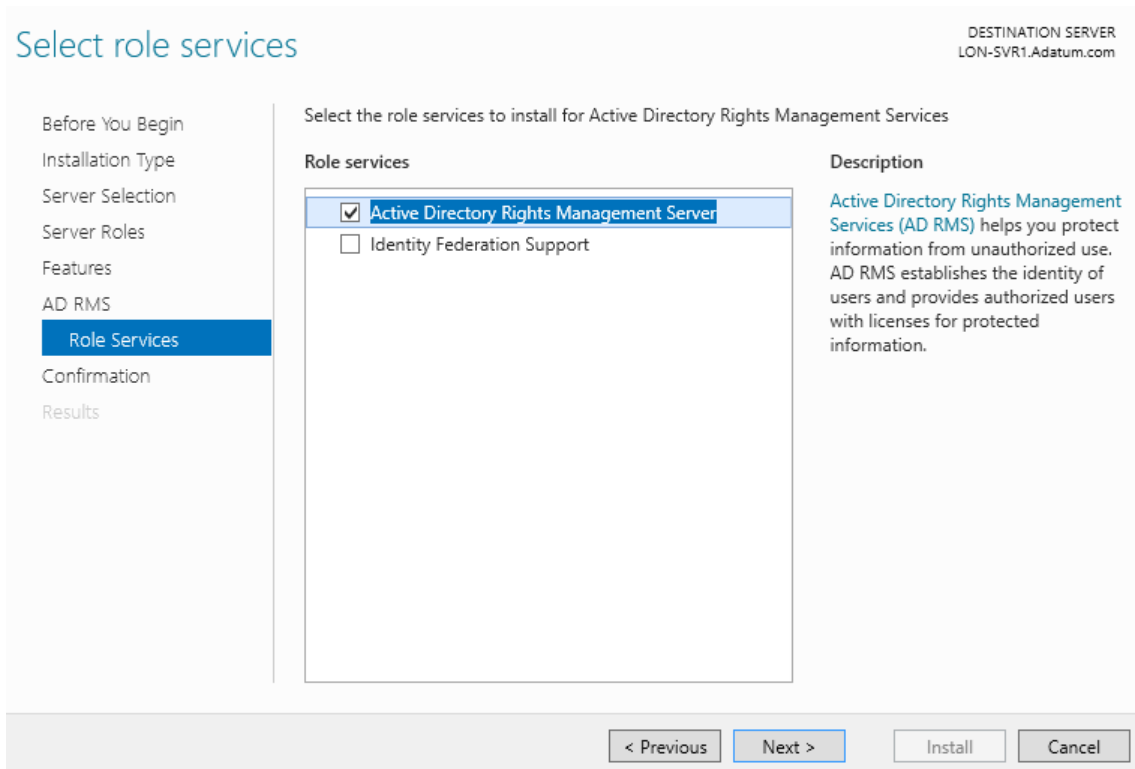 Select role services
DESTINATION SERVER
LON-SVR1.Adatum.com
Before You Begin
Installation Type
Server Selection
Server Roles
Features
AD RMS
Role Services
Confirmation
Results
Select the role services to install for Active Directory Rights Management Services
Role services
Active Directory Rights Management Server
Identity Federation Support
Description
Active Directory Rights Management
Services (AD RMS) helps you protect
information from unauthorized use.
AD RMS establishes the identity of
users and provides authorized users
with licenses for protected
information.
< Previous
Next >
Install
Cancel